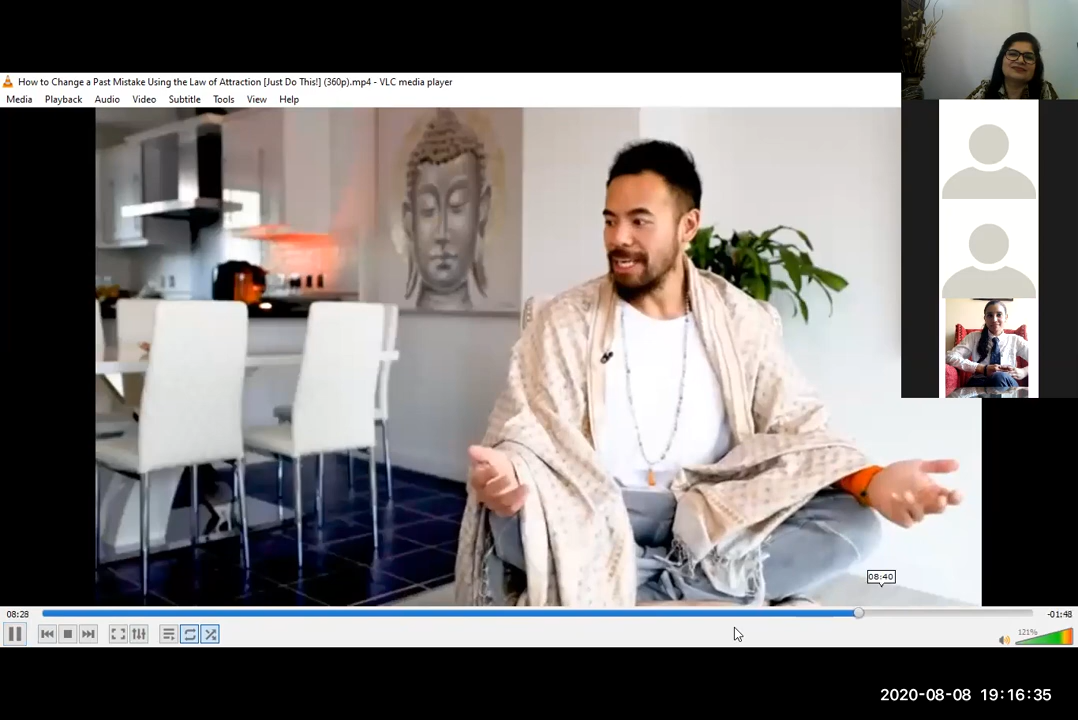 How to Change a Past Mistake Using the Law of Attraction [Just Do This!] (360p).mp4 - VLC media player
Media Playback Audio Video Subtitle Tools View Help
08:40
08:28
-01:48
121%
2020-08-08 19:16:35